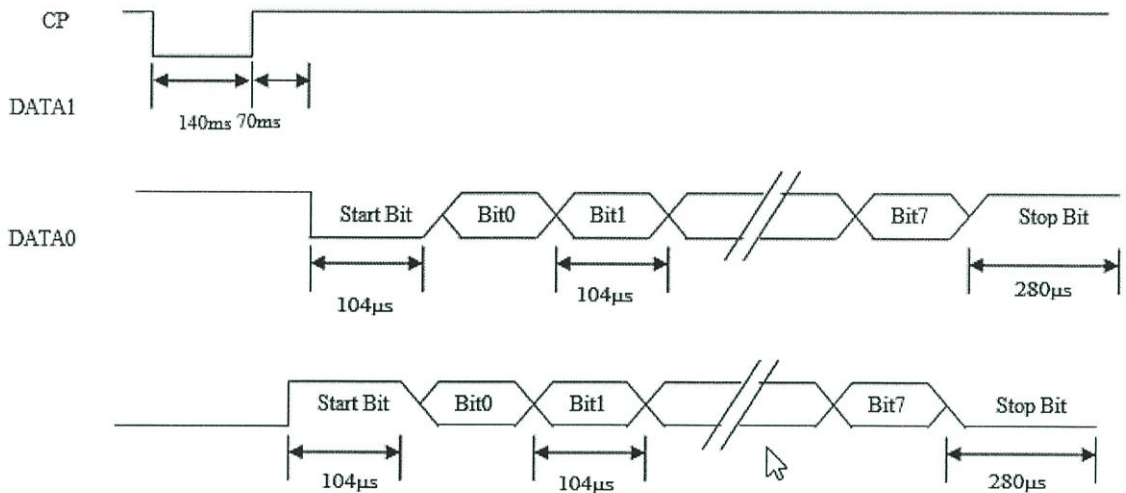 CP
140ms 70ms
DATA1
Start Bit Bit0 Bit1 Bit7 Stop Bit
DATA0
104μs 104μs 280μs
Start Bit Bit0 Bit1 Bit7 Stop Bit
104μs 104μs 280μs